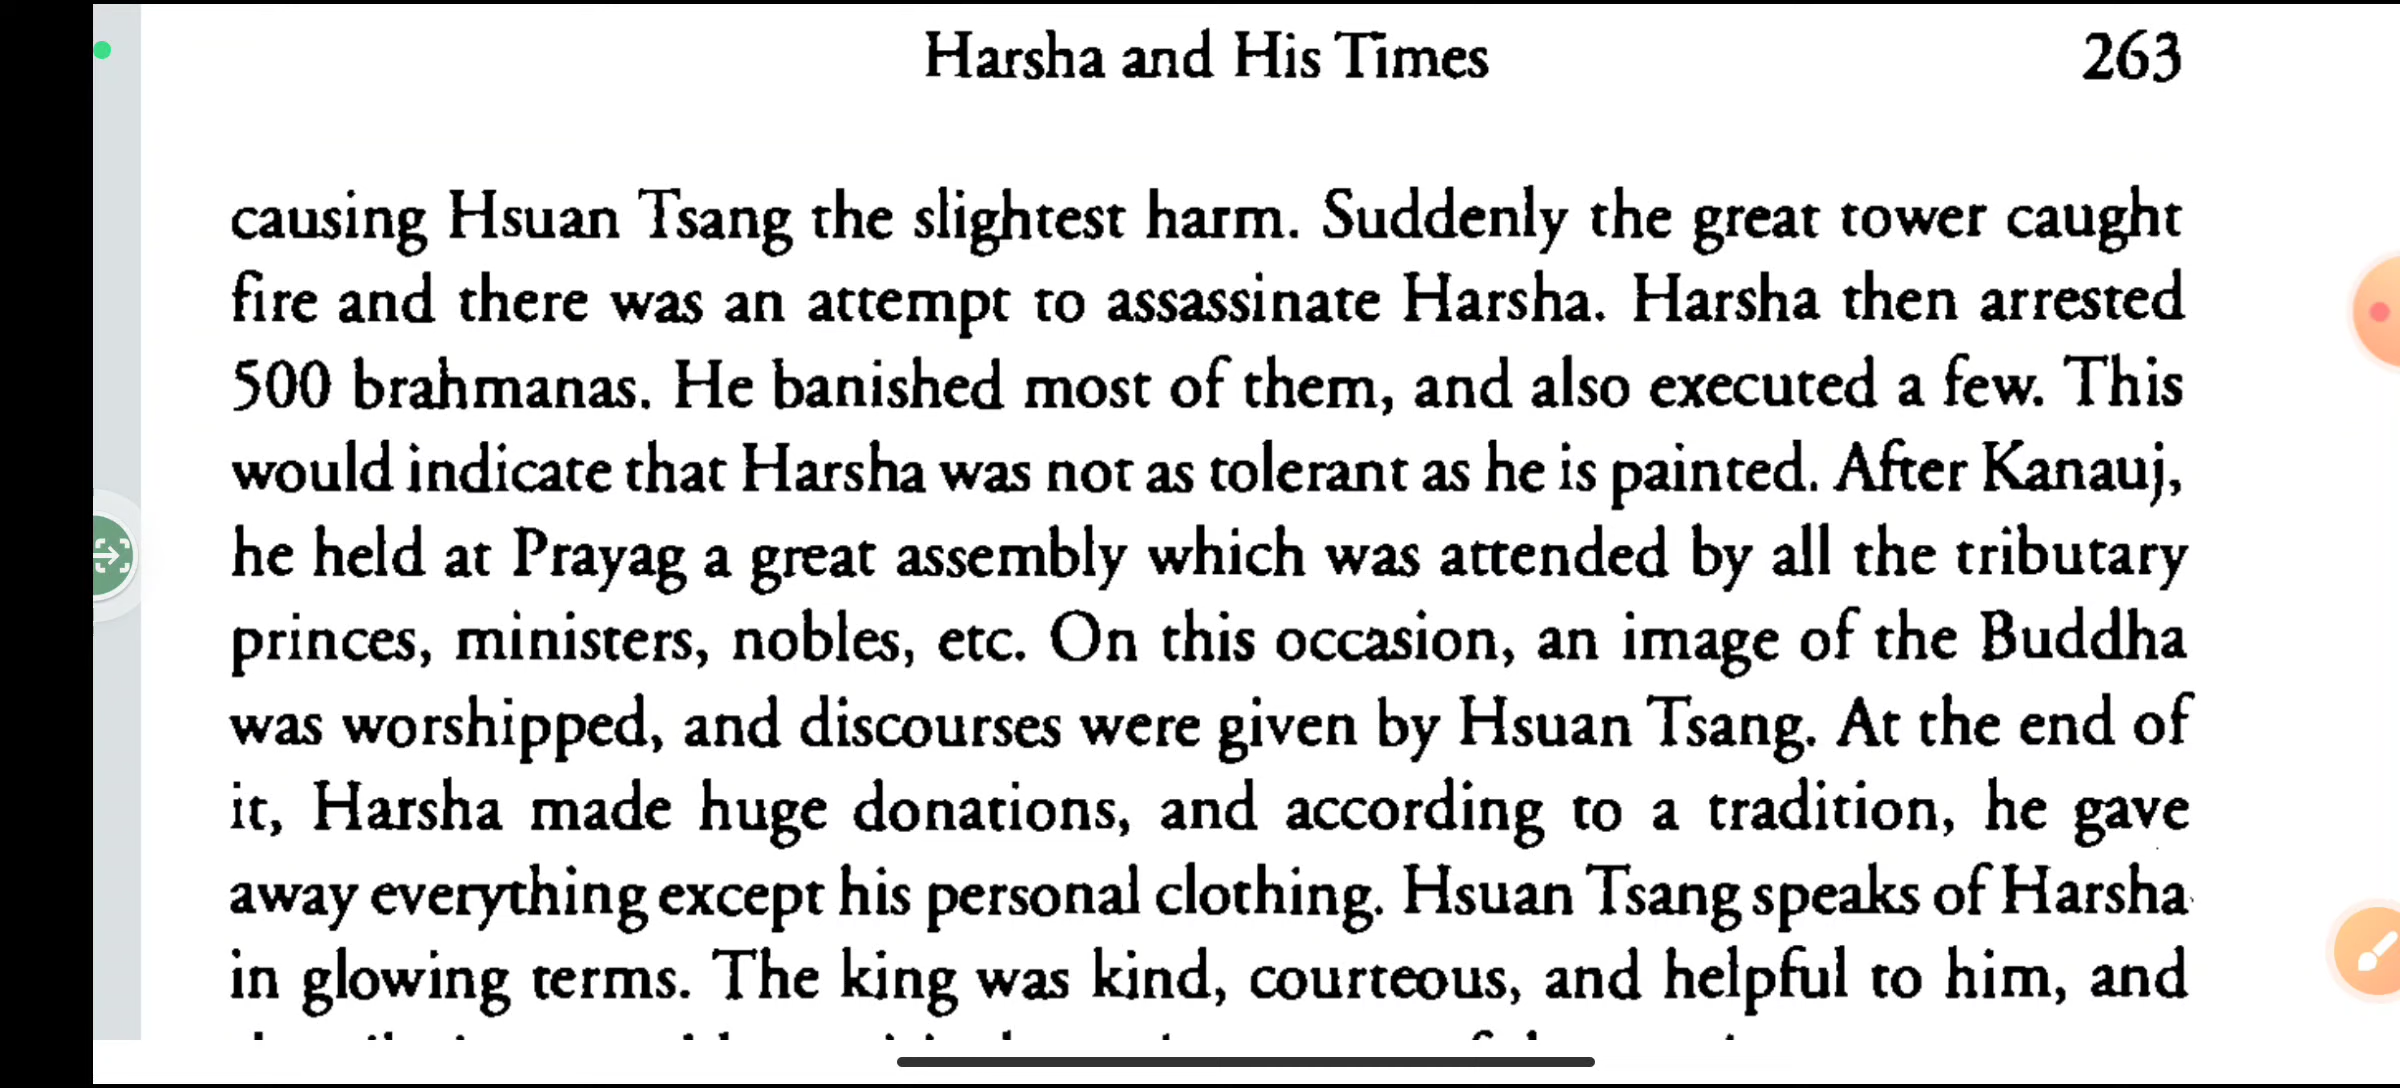 Harsha and His Times 263
causing Hsuan Tsang the slightest harm. Suddenly the great tower caught
fire and there was an attempt to assassinate Harsha. Harsha then arrested
500 brahmanas. He banished most of them, and also executed a few. This
would indicate that Harsha was not as tolerant as he is painted. After Kanauj,
he held at Prayag a great assembly which was attended by all the tributary
princes, ministers, nobles, etc. On this occasion, an image of the Buddha
was worshipped, and discourses were given by Hsuan Tsang. At the end of
it, Harsha made huge donations, and according to a tradition, he gave
away everything except his personal clothing. Hsuan Tsang speaks of Harsha
in glowing terms. The king was kind, courteous, and helpful to him, and